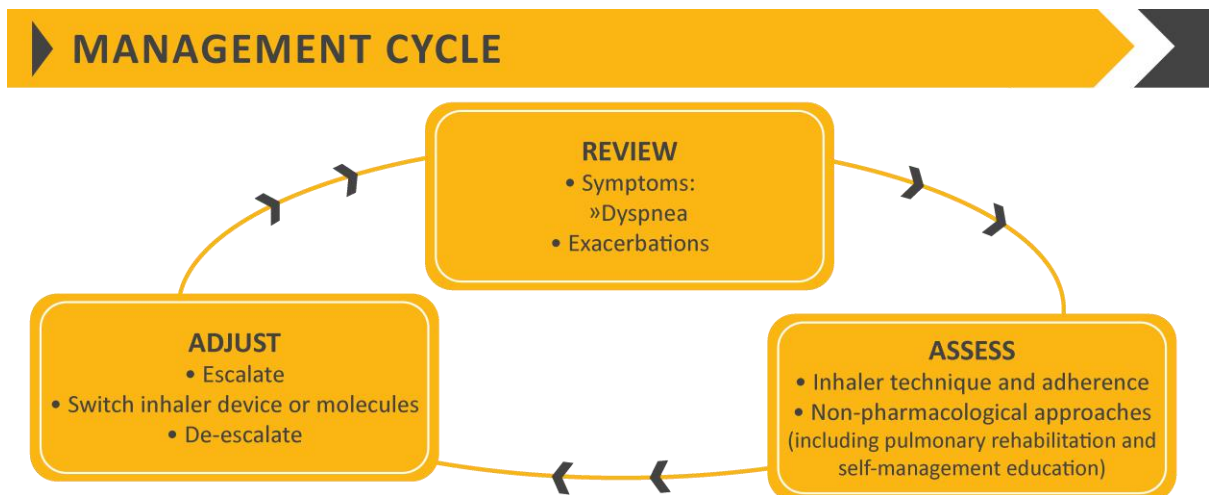 MANAGEMENT CYCLE
REVIEW
• Symptoms:
»Dyspnea
• Exacerbations
ADJUST
• Escalate
• Switch inhaler device or molecules
• De-escalate
ASSESS
• Inhaler technique and adherence
• Non-pharmacological approaches
(including pulmonary rehabilitation and
self-management education)